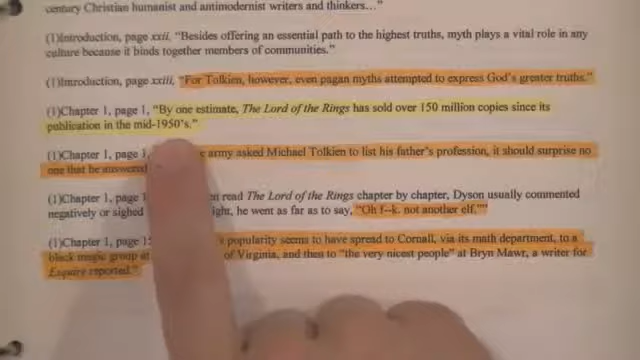 century Christian humanist and antimodernist writers and thinkers…"
(1)Introduction, page xxii, "Besides offering an essential path to the highest truths, myth plays a vital role in any
culture because it binds together members of communities."
(1)Introduction, page xxiii, "For Tolkien, however, even pagan myths attempted to express God's greater truths."
(1)Chapter 1, page 1, "By one estimate, The Lord of the Rings has sold over 150 million copies since its
publication in the mid-1950's."
(1)Chapter 1, page 1, army asked Michael Tolkien to list his father's profession, it should surprise no
one that he answered
(1)Chapter 1, page read The Lord of the Rings chapter by chapter, Dyson usually commented
negatively or sighed he went as far as to say, "Oh f--k. not another elf.""
(1)Chapter 1, page popularity seems to have spread to Cornall, via its math department, to a
black magic group at of Virginia, and then to "the very nicest people" at Bryn Mawr, a writer for
Esquire reported."